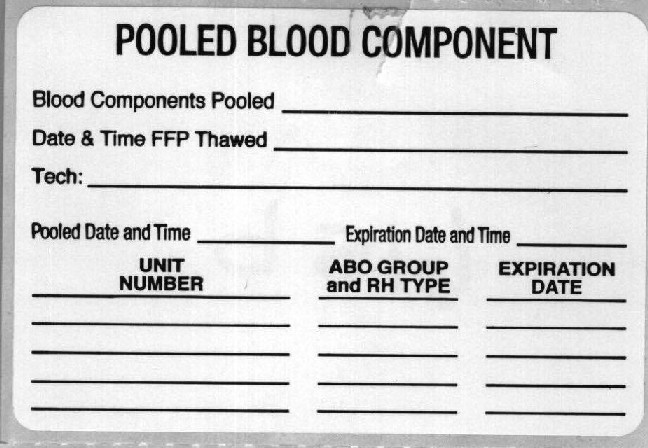 POOLED BLOOD COMPONENT
Blood Components Pooled
Date & Time FFP Thawed
Tech:
Pooled Date and Time Expiration Date and Time
UNIT NUMBER
ABO GROUP and RH TYPE
EXPIRATION DATE